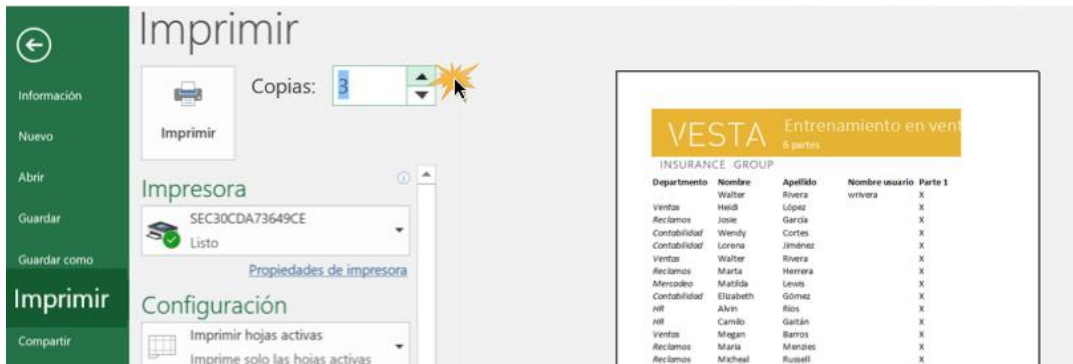 Imprimir
Información
Nuevo
Abrir
Guardar
Guardar como
Imprimir
Compartir
Imprimir
Copias: 3
Impresora
SEC30CDA73649CE
Listo
Propiedades de impresora
Configuración
Imprimir hojas activas
Imprime solo las hojas activas
VESTA
INSURANCE GROUP
Entrenamiento en vent
6 partes
Departmento Nombre Apellido Nombre usuario Parte 1
Walter Rivera wrivera X
Ventas Heidi López X
Reclamos Josie García X
Contabilidad Wendy Cortes X
Contabilidad Lorena Jiménez X
Ventas Walter Rivera X
Reclamos Marta Herrera X
Mercadeo Matilda Lewis X
Contabilidad Elizabeth Gómez X
HR Alvin Ríos X
HR Camilo Gaitán X
Ventas Megan Barros X
Reclamos Maria Menzies X
Reclamos Micheal Russell X